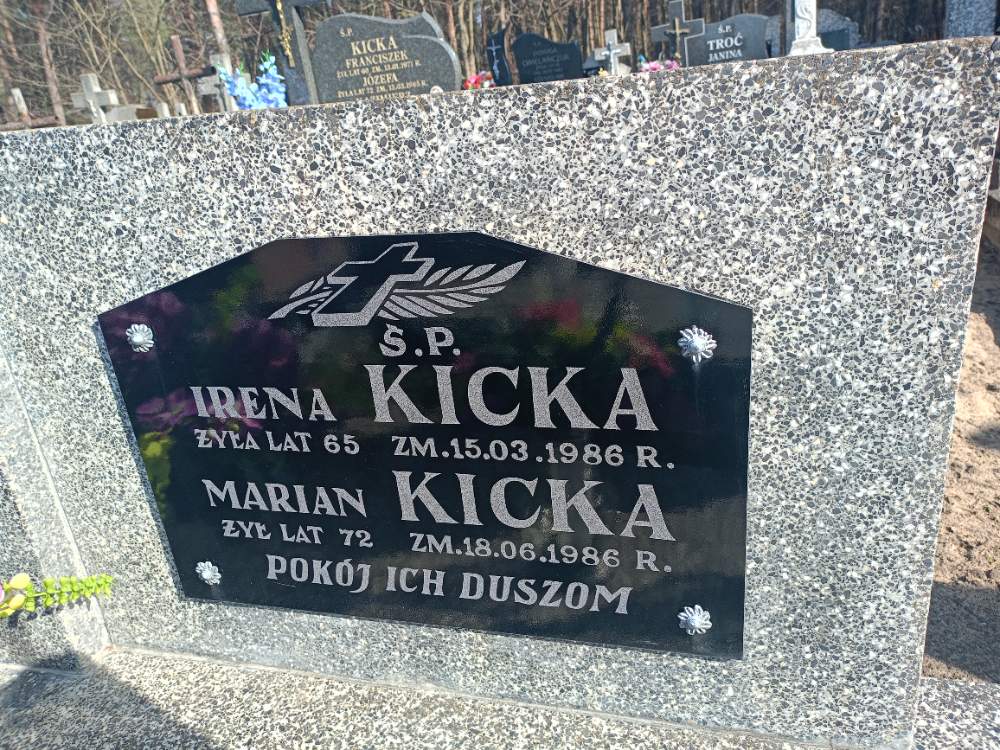 Ś.P.
KICKA
FRANCISZEK
JÓZEFA
TROĆ
JANINA
Ś.P.
IRENA KICKA
ŻYŁA LAT 65 ZM. 15.03.1986 R.
MARIAN KICKA
ŻYŁ LAT 72 ZM. 18.06.1986 R.
POKÓJ ICH DUSZOM